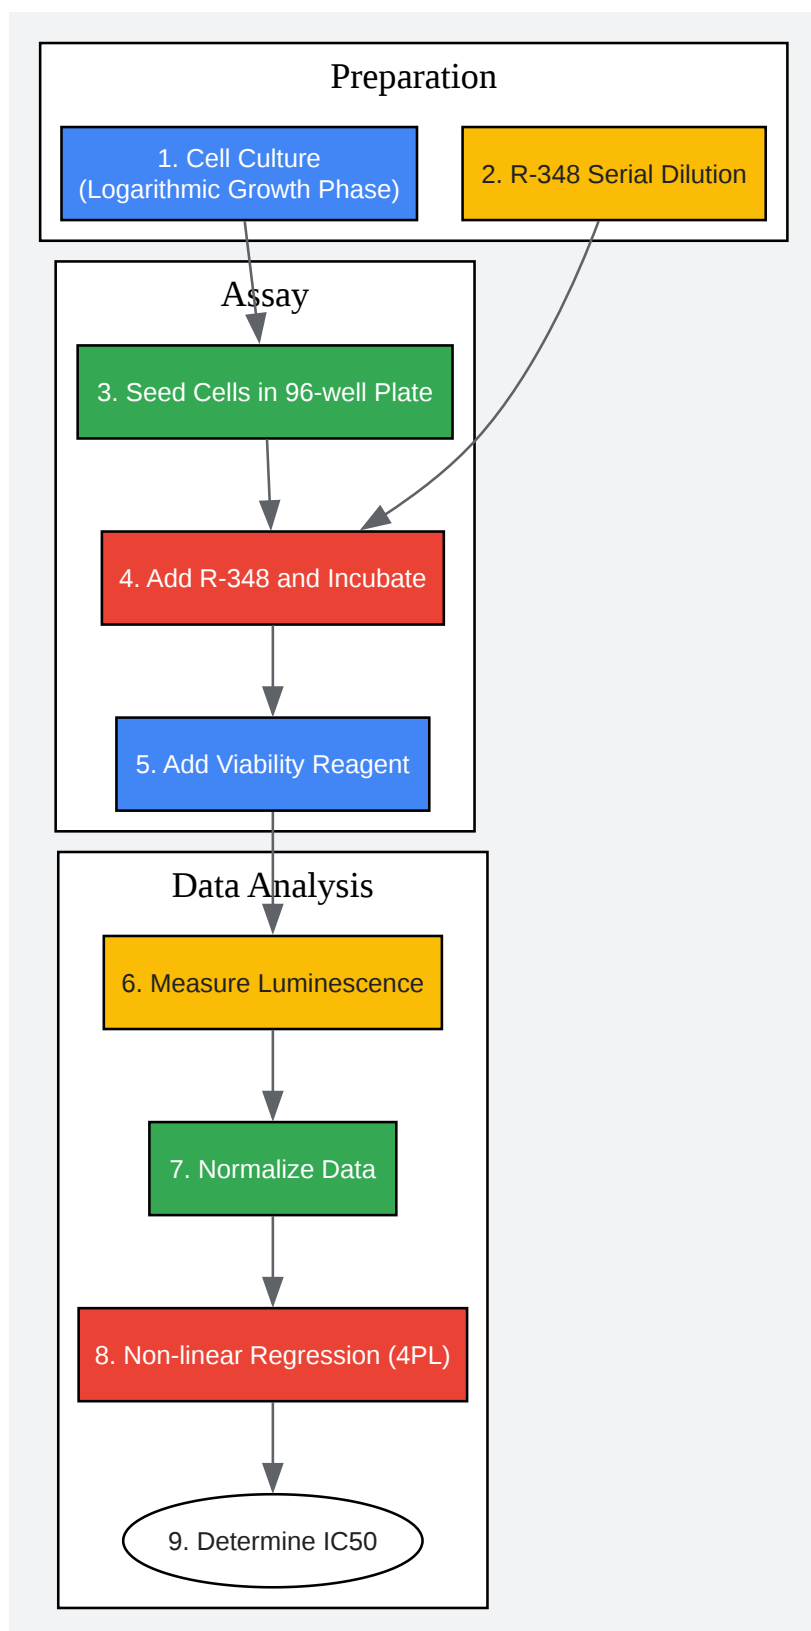 Preparation
1. Cell Culture
(Logarithmic Growth Phase)
2. R-348 Serial Dilution
Assay
3. Seed Cells in 96-well Plate
4. Add R-348 and Incubate
5. Add Viability Reagent
Data Analysis
6. Measure Luminescence
7. Normalize Data
8. Non-linear Regression (4PL)
9. Determine IC50